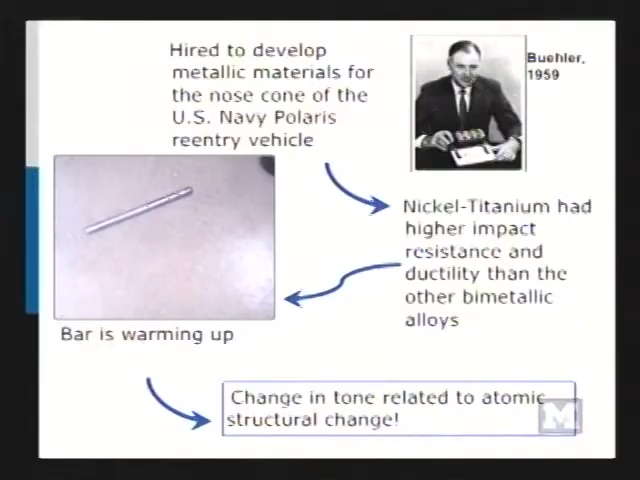 Hired to develop
metallic materials for
the nose cone of the
U.S. Navy Polaris
reentry vehicle
Buehler,
1959
Nickel-Titanium had
higher impact
resistance and
ductility than the
other bimetallic
alloys
Bar is warming up
Change in tone related to atomic
structural change!
M